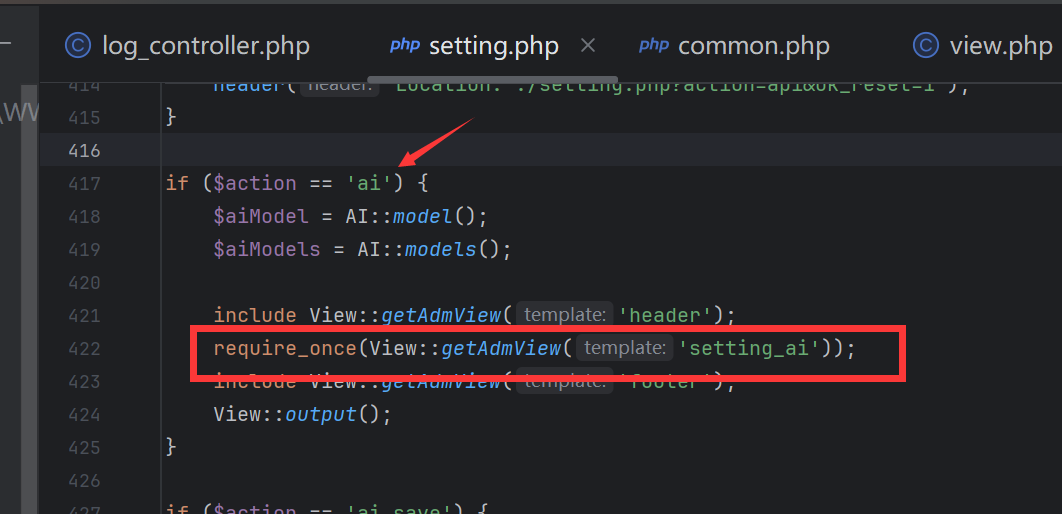 log_controller.php
php setting.php
php common.php
view.php
414 header( header: "Location: ./setting.php?action=api&ok_reset=1");
415 }
\WW
416
417 if ($action == 'ai') {
418 $aiModel = AI::model();
419 $aiModels = AI::models();
420
421 include View::getAdmView( template: 'header');
422 require_once(View::getAdmView( template: 'setting_ai'));
423 include View::getAdmView( template: 'footer');
424 View::output();
425 }
426
427 if ($action == 'ai_save') {